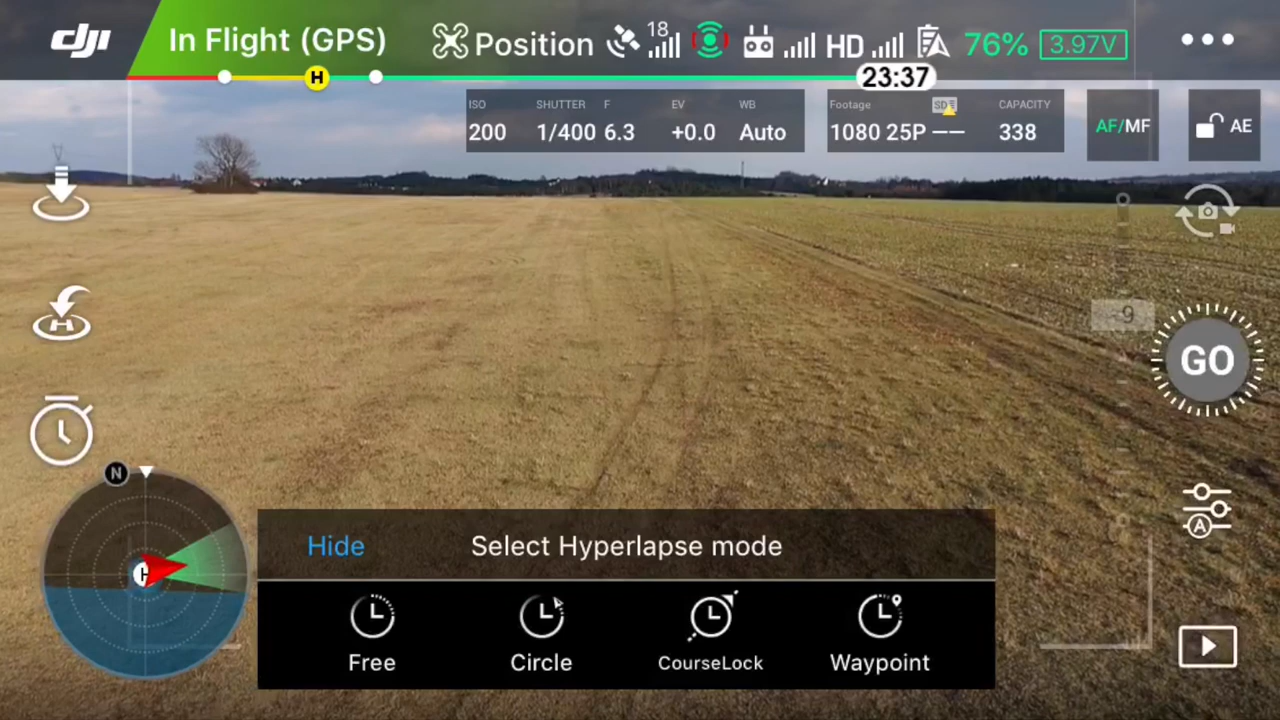 dji In Flight (GPS) Position 18 HD 76% 3.97V
H 23:37
ISO SHUTTER F EV WB Footage SD CAPACITY
200 1/400 6.3 +0.0 Auto 1080 25P –– 338 AF/MF AE
-9
H
GO
N
H
A
Hide Select Hyperlapse mode
Free Circle CourseLock Waypoint